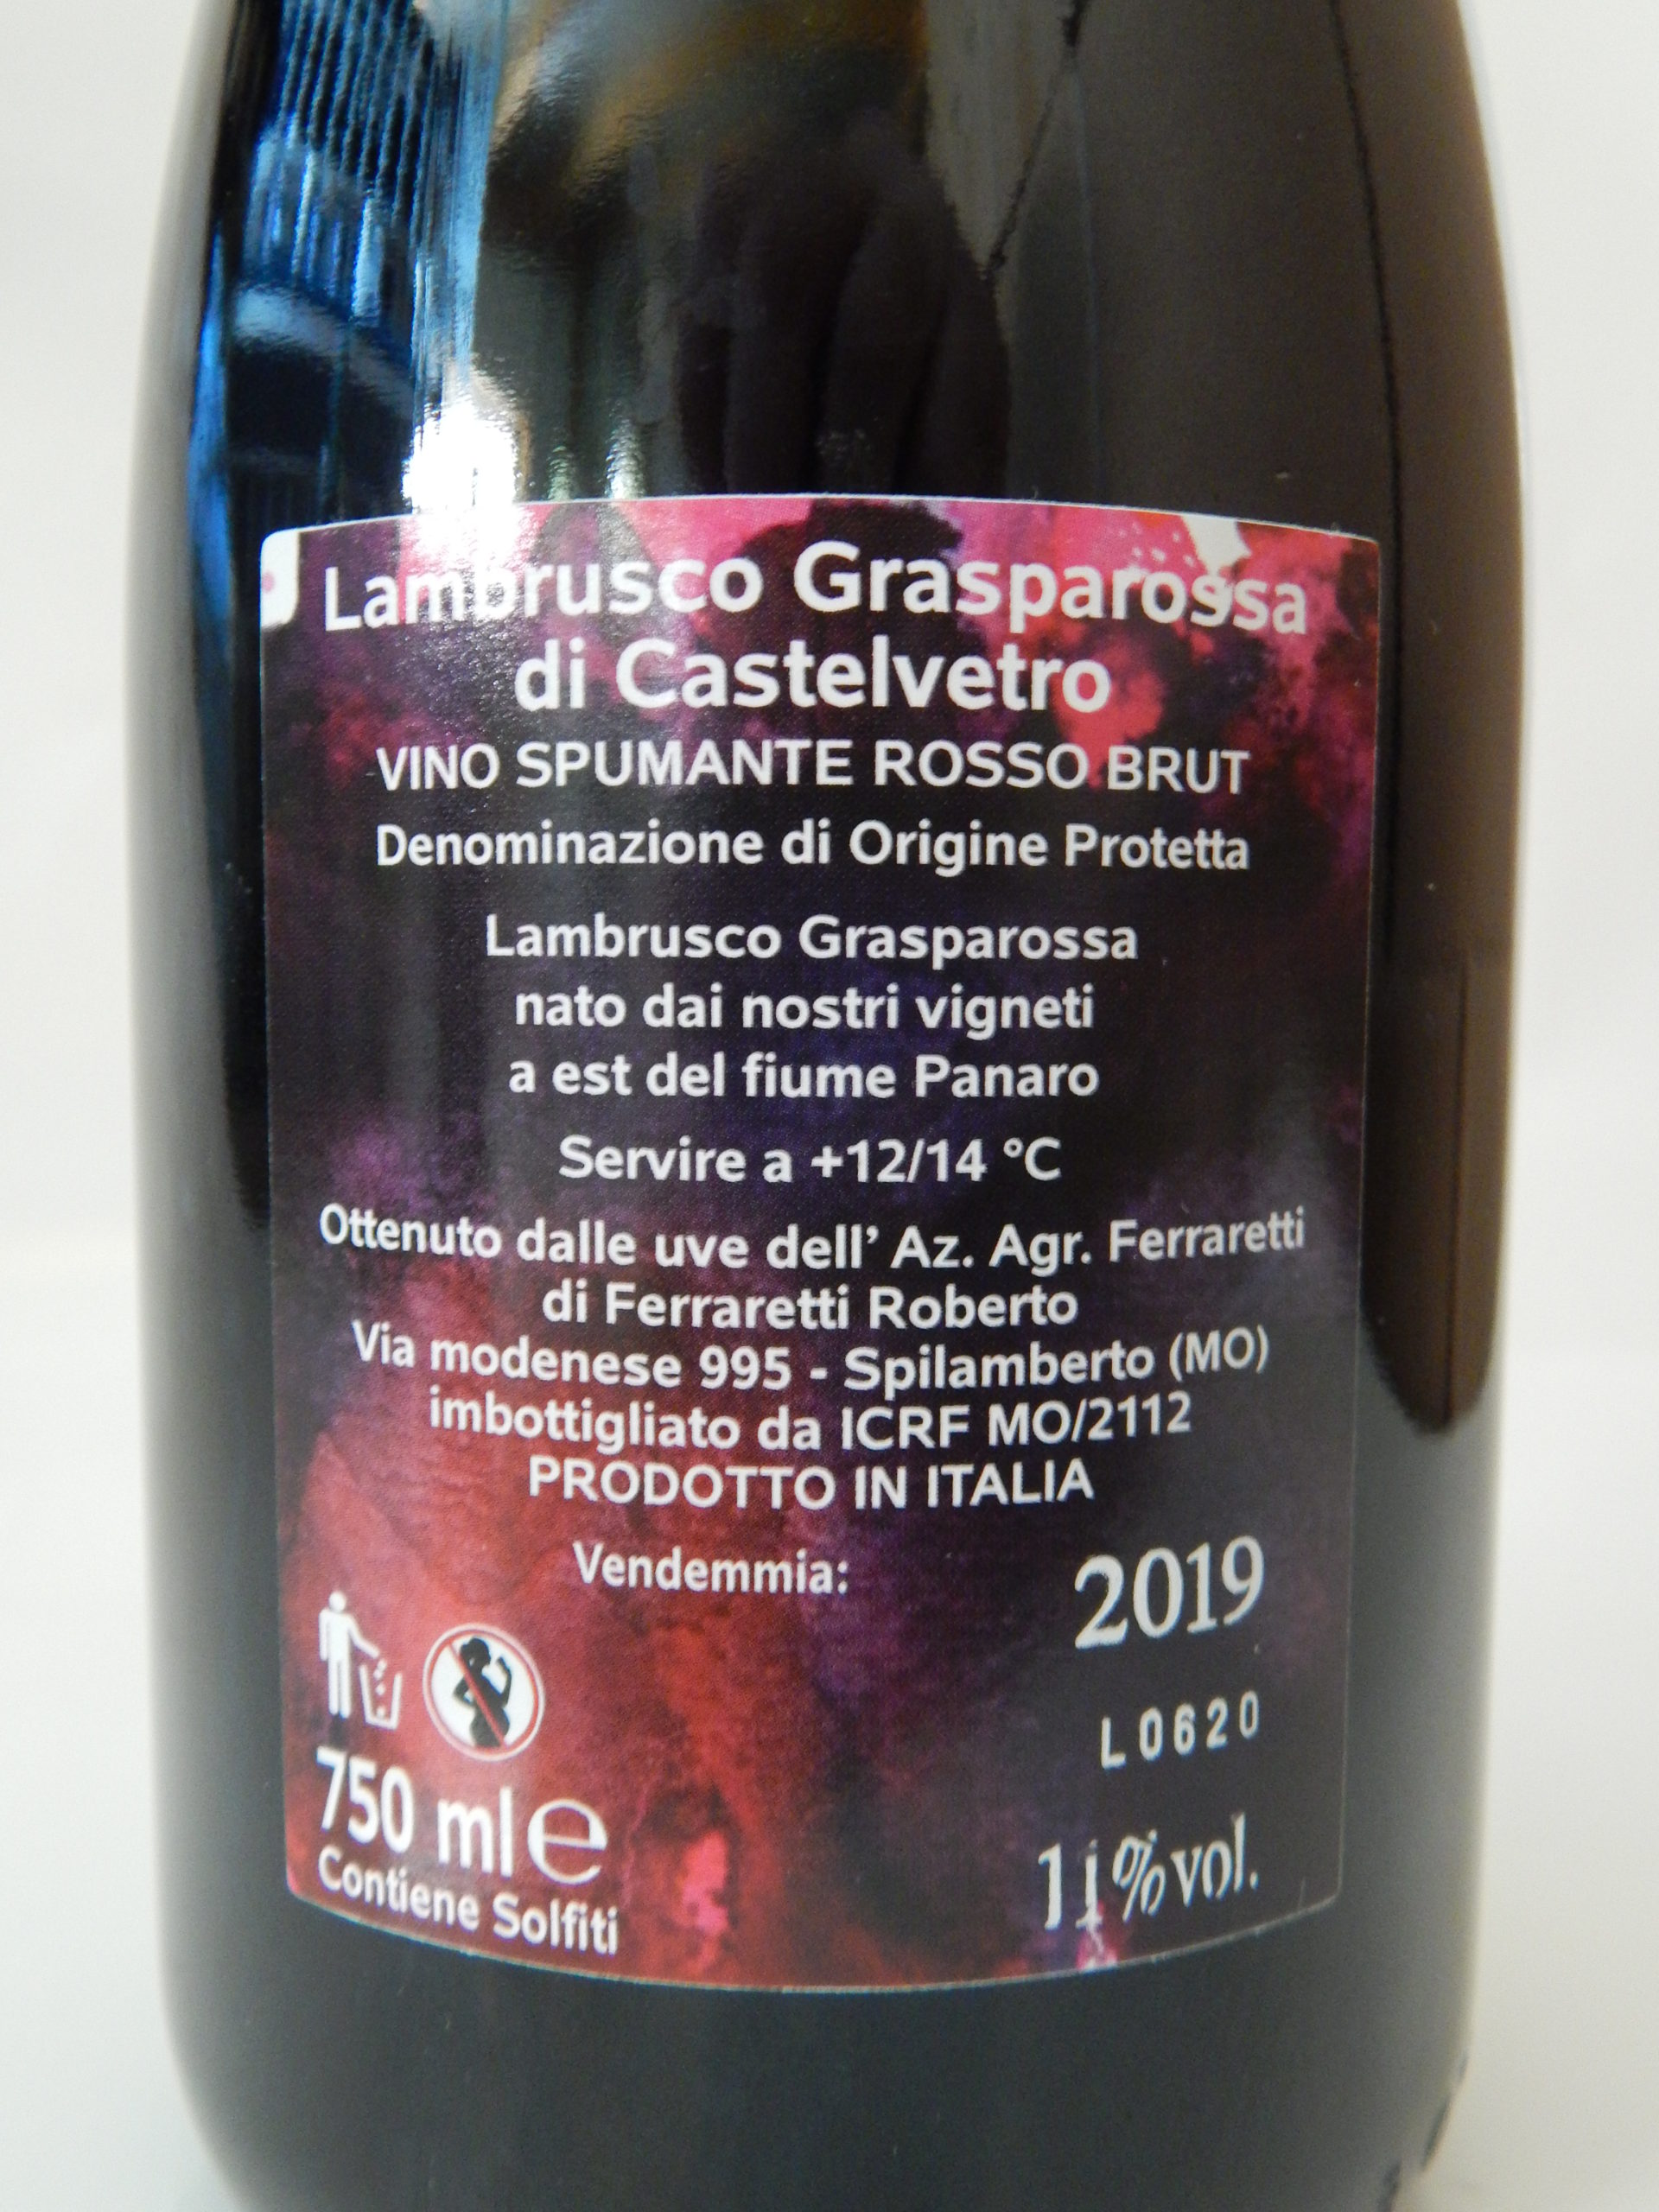 Lambrusco Grasparossa
di Castelvetro
VINO SPUMANTE ROSSO BRUT
Denominazione di Origine Protetta
Lambrusco Grasparossa
nato dai nostri vigneti
a est del fiume Panaro
Servire a +12/14 °C
Ottenuto dalle uve dell' Az. Agr. Ferraretti
di Ferraretti Roberto
Via modenese 995 - Spilamberto (MO)
imbottigliato da ICRF MO/2112
PRODOTTO IN ITALIA
Vendemmia: 2019
L0620
750 ml e
11%vol.
Contiene Solfiti